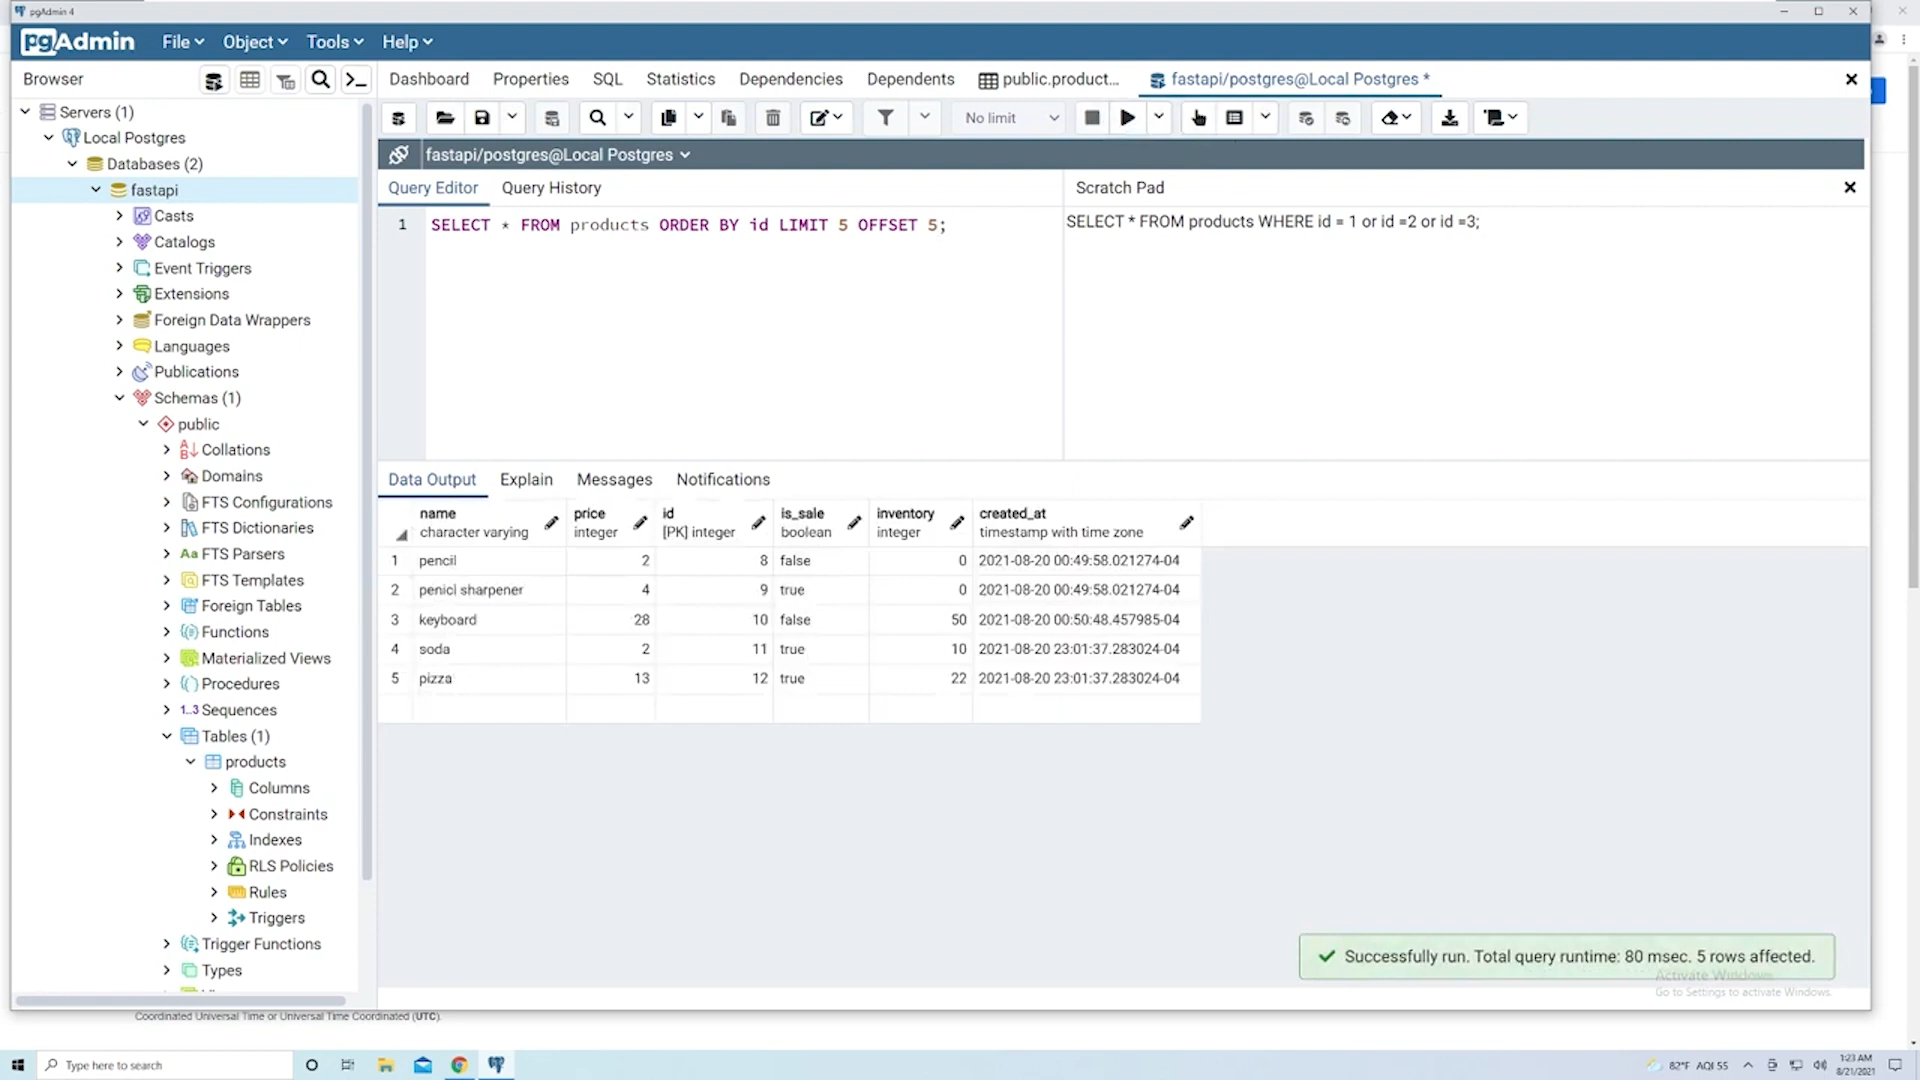 pgAdmin 4
pgAdmin File Object Tools Help
Browser
Dashboard Properties SQL Statistics Dependencies Dependents public.product... fastapi/postgres@Local Postgres *
No limit
fastapi/postgres@Local Postgres
Servers (1)
Local Postgres
Databases (2)
fastapi
Casts
Catalogs
Event Triggers
Extensions
Foreign Data Wrappers
Languages
Publications
Schemas (1)
public
Collations
Domains
FTS Configurations
FTS Dictionaries
Aa FTS Parsers
FTS Templates
Foreign Tables
Functions
Materialized Views
Procedures
1..3 Sequences
Tables (1)
products
Columns
Constraints
Indexes
RLS Policies
Rules
Triggers
Trigger Functions
Types
Query Editor Query History
1 SELECT * FROM products ORDER BY id LIMIT 5 OFFSET 5;
Scratch Pad
SELECT * FROM products WHERE id = 1 or id =2 or id =3;
Data Output Explain Messages Notifications
name price id is_sale inventory created_at
character varying integer [PK] integer boolean integer timestamp with time zone
1 pencil 2 8 false 0 2021-08-20 00:49:58.021274-04
2 penicl sharpener 4 9 true 0 2021-08-20 00:49:58.021274-04
3 keyboard 28 10 false 50 2021-08-20 00:50:48.457985-04
4 soda 2 11 true 10 2021-08-20 23:01:37.283024-04
5 pizza 13 12 true 22 2021-08-20 23:01:37.283024-04
Successfully run. Total query runtime: 80 msec. 5 rows affected.
Activate Windows
Go to Settings to activate Windows.
Coordinated Universal Time or Universal Time Coordinated (UTC).
Type here to search
82°F AQI 55
1:23 AM
8/21/2021